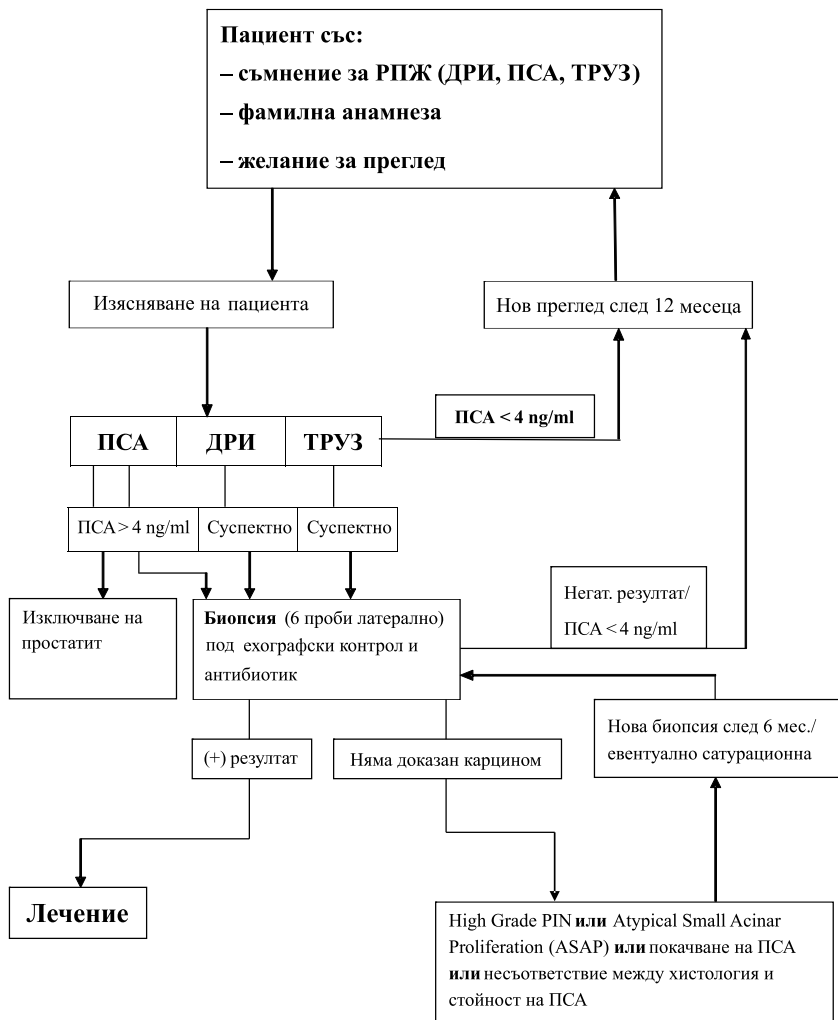 Пациент със:
– съмнение за РПЖ (ДРИ, ПСА, ТРУЗ)
– фамилна анамнеза
– желание за преглед
Изясняване на пациента
Нов преглед след 12 месеца
ПСА < 4 ng/ml
ПСА ДРИ ТРУЗ
ПСА > 4 ng/ml Суспектно Суспектно
Негат. резултат/
ПСА < 4 ng/ml
Изключване на
простатит
Биопсия (6 проби латерално)
под ехографски контрол и
антибиотик
Нова биопсия след 6 мес./
евентуално сатурационна
(+) резултат
Няма доказан карцином
Лечение
High Grade PIN или Atypical Small Acinar
Proliferation (ASAP) или покачване на ПСА
или несъответствие между хистология и
стойност на ПСА